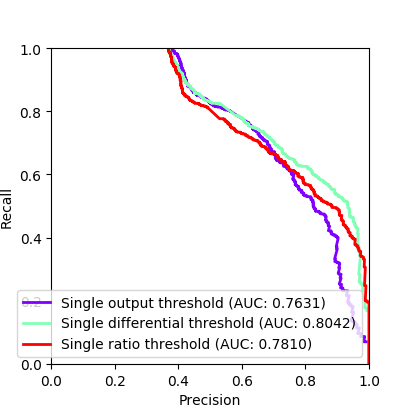 1.0
0.8
0.6
0.4
0.2
0.0
Recall
Single output threshold (AUC: 0.7631)
Single differential threshold (AUC: 0.8042)
Single ratio threshold (AUC: 0.7810)
0.0 0.2 0.4 0.6 0.8 1.0
Precision